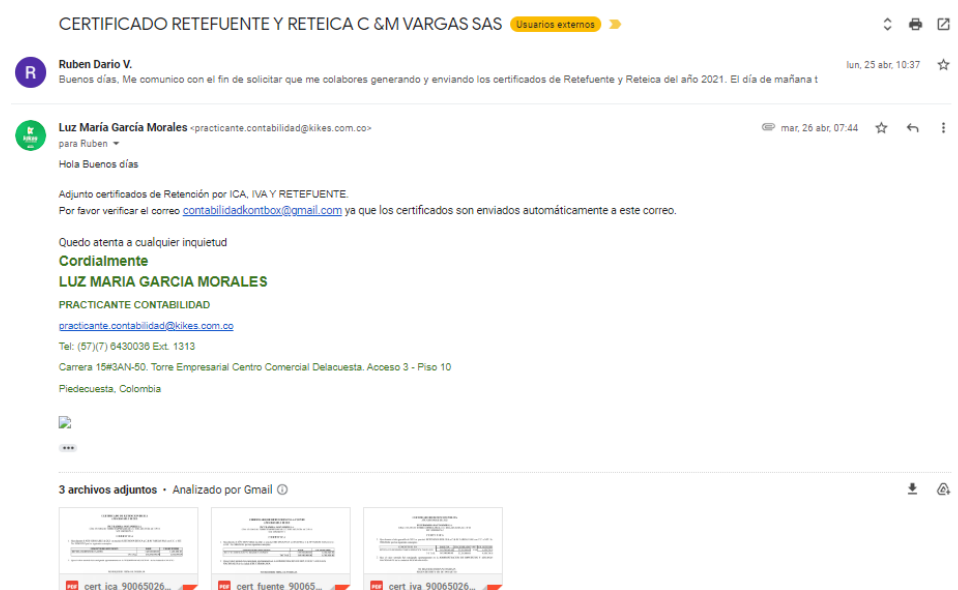 CERTIFICADO RETEFUENTE Y RETEICA C &M VARGAS SAS Usuarios externos
R
Ruben Dario V. lun, 25 abr, 10:37
Buenos días, Me comunico con el fin de solicitar que me colabores generando y enviando los certificados de Retefuente y Reteica del año 2021. El día de mañana t
kikes
Luz María García Morales <practicante.contabilidad@kikes.com.co> mar, 26 abr, 07:44
para Ruben
Hola Buenos días
Adjunto certificados de Retención por ICA, IVA Y RETEFUENTE.
Por favor verificar el correo contabilidadkontbox@gmail.com ya que los certificados son enviados automáticamente a este correo.
Quedo atenta a cualquier inquietud
Cordialmente
LUZ MARIA GARCIA MORALES
PRACTICANTE CONTABILIDAD
practicante.contabilidad@kikes.com.co
Tel: (57)(7) 6430036 Ext. 1313
Carrera 15#3AN-50. Torre Empresarial Centro Comercial Delacuesta. Acceso 3 - Piso 10
Piedecuesta, Colombia
3 archivos adjuntos • Analizado por Gmail
PDF cert_ica_90065026... PDF cert_fuente_90065... PDF cert_iva_90065026...